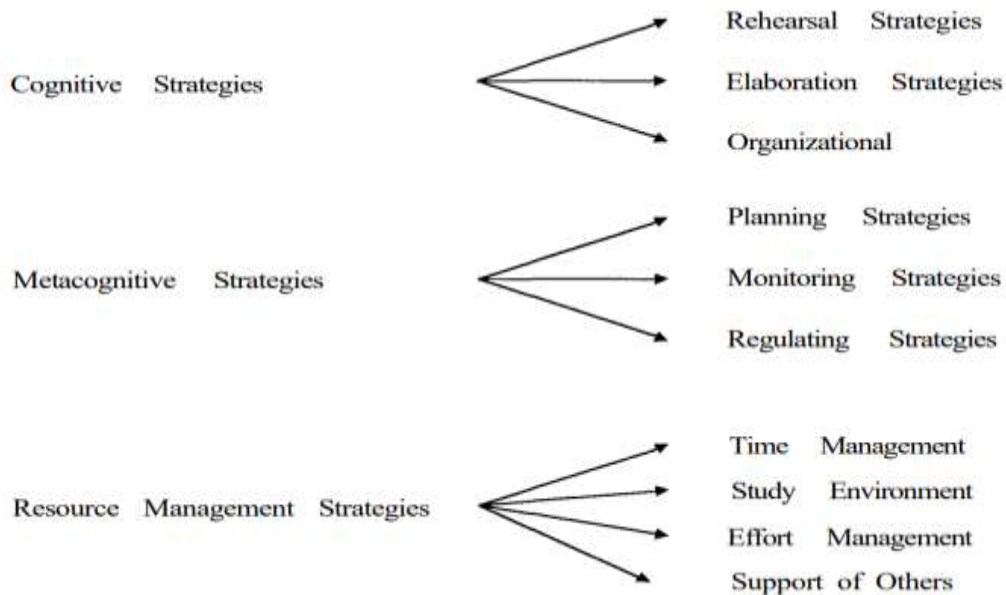 Cognitive Strategies
Rehearsal Strategies
Elaboration Strategies
Organizational
Metacognitive Strategies
Planning Strategies
Monitoring Strategies
Regulating Strategies
Resource Management Strategies
Time Management
Study Environment
Effort Management
Support of Others